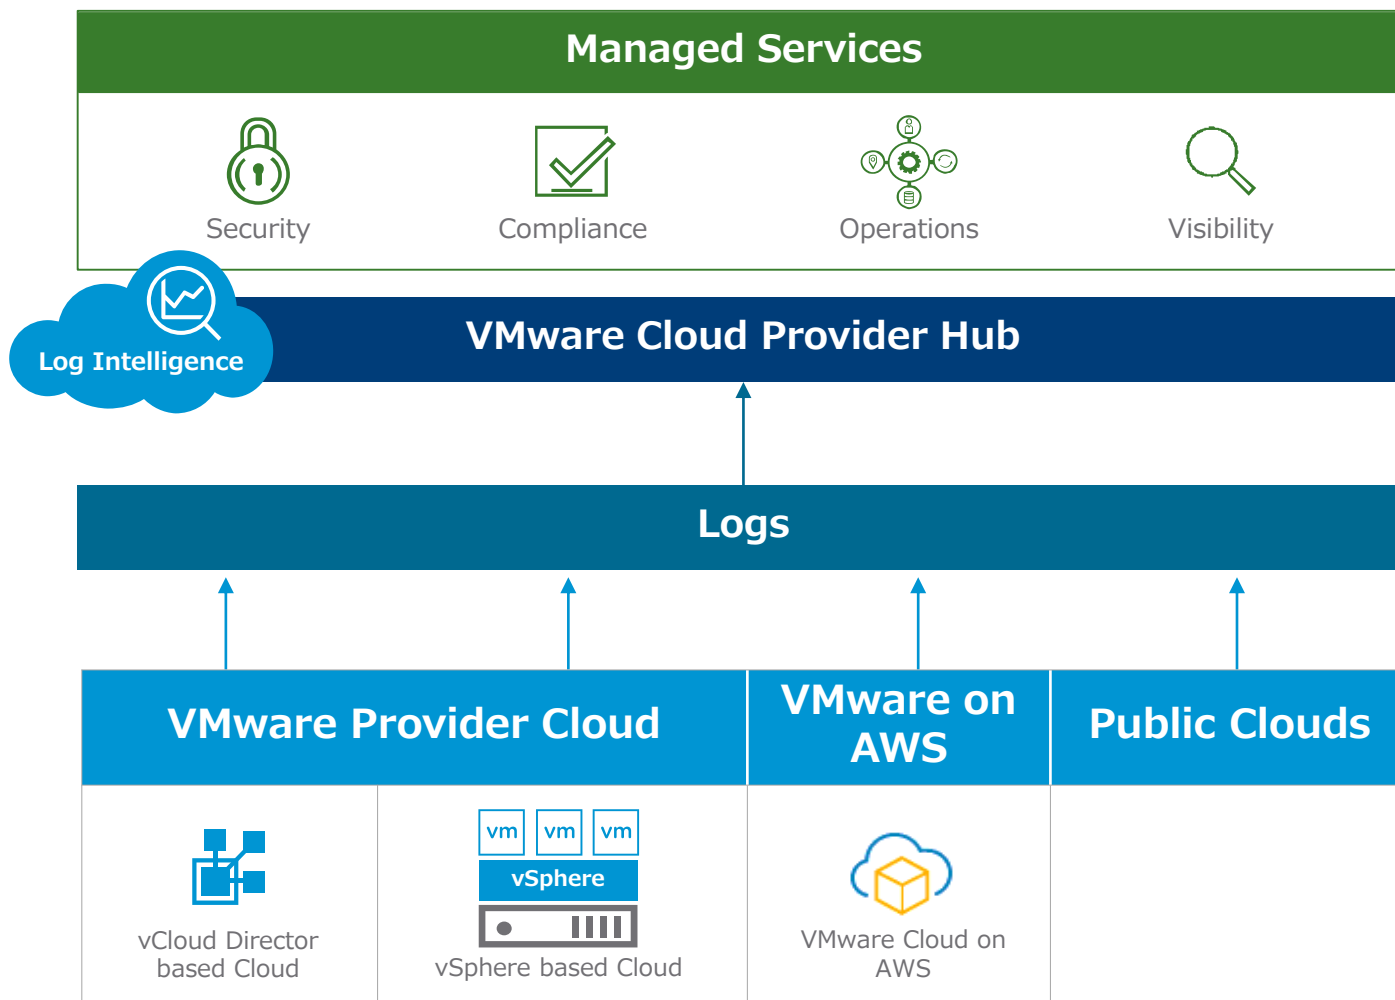 Managed Services
Security
Compliance
Operations
Visibility
Log Intelligence
VMware Cloud Provider Hub
Logs
VMware Provider Cloud
VMware on
AWS
Public Clouds
vm
vm
vm
vSphere
vCloud Director
based Cloud
vSphere based Cloud
VMware Cloud on
AWS